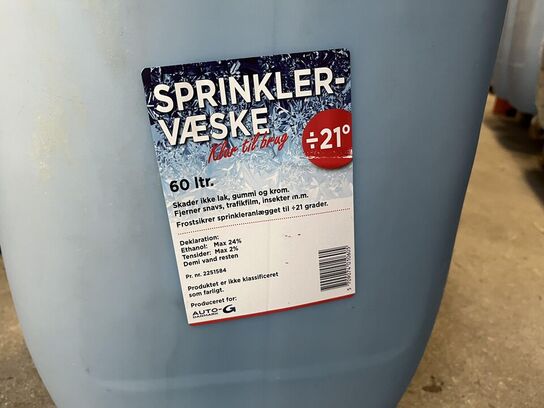 SPRINKLER-
VÆSKE
Klar til brug
÷21°
60 ltr.
Skader ikke lak, gummi og krom.
Fjerner snavs, trafikfilm, insekter m.m.
Frostsikrer sprinkleranlægget til ÷21 grader.
Deklaration:
Ethanol: Max 24%
Tensider: Max 2%
Demi vand resten
Pr. nr. 2251584
Produktet er ikke klassificeret
som farligt.
Produceret for:
AUTO-G
DANMARK